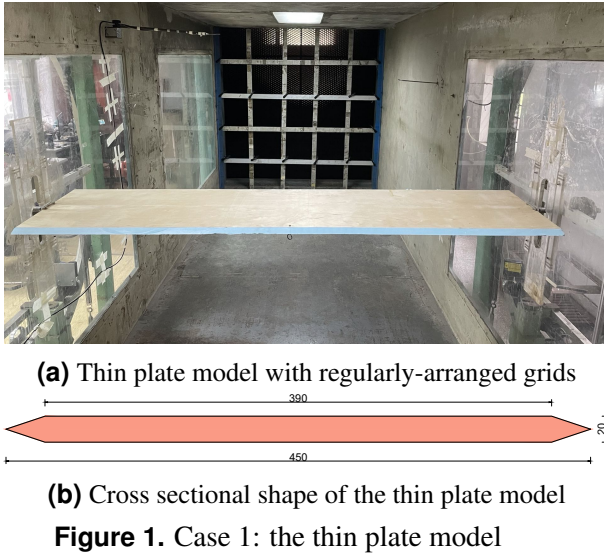 (a) Thin plate model with regularly-arranged grids
390
20
450
(b) Cross sectional shape of the thin plate model
Figure 1. Case 1: the thin plate model